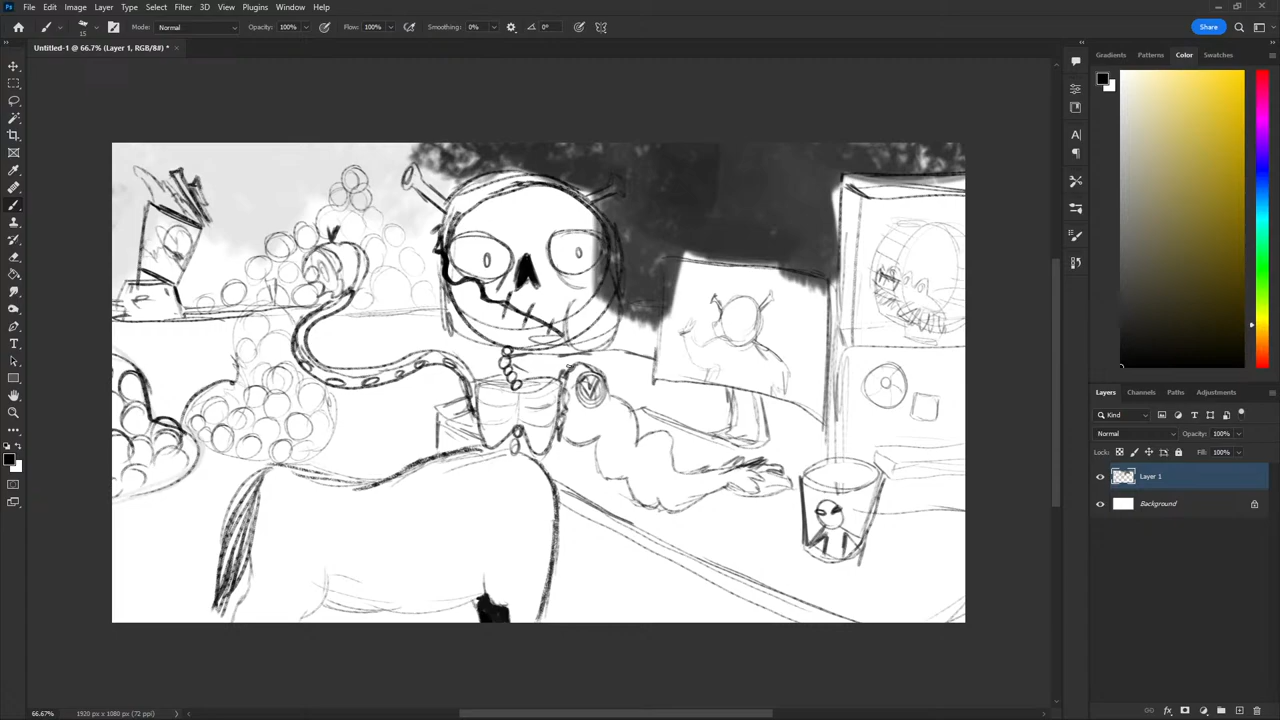 File Edit Image Layer Type Select Filter 3D View Plugins Window Help
15 Mode: Normal Opacity: 100% Flow: 100% Smoothing: 0% 0° Share
Untitled-1 @ 66.7% (Layer 1, RGB/8#) * ×
Gradients Patterns Color Swatches
Layers Channels Paths Adjustments
Kind
Normal Opacity: 100%
Lock: Fill: 100%
Layer 1
Background
66.67% 1920 px x 1080 px (72 ppi)